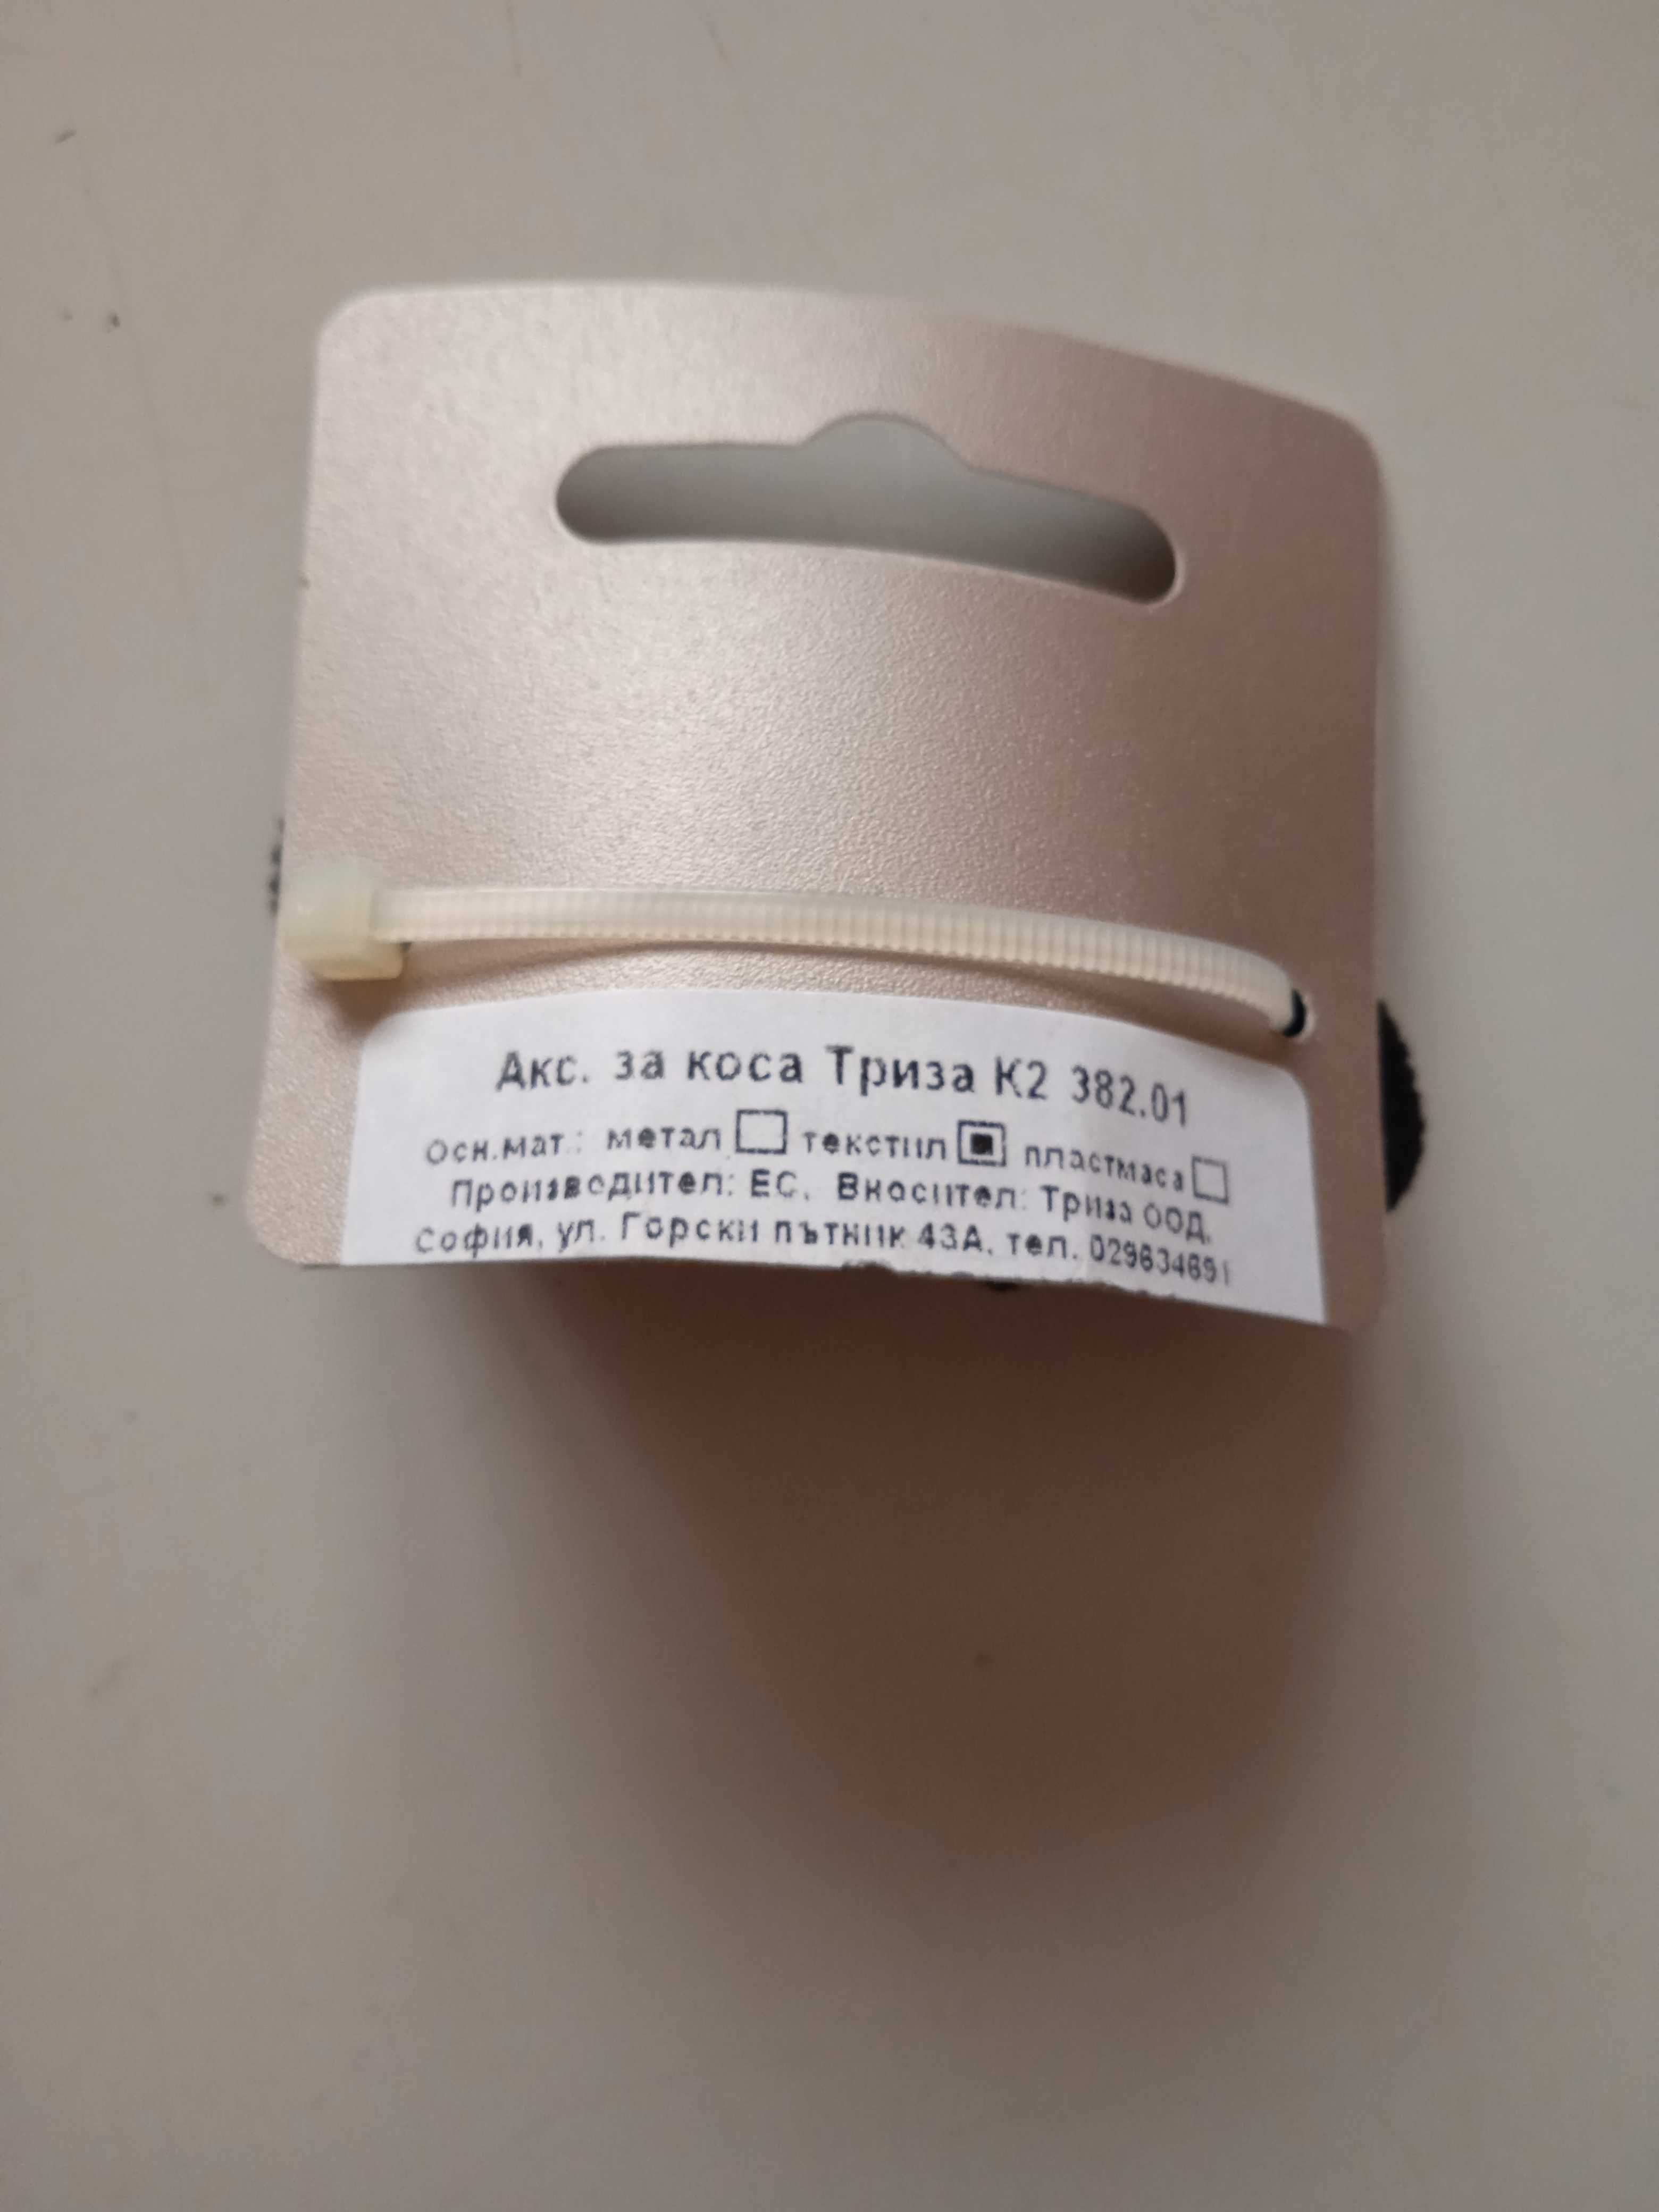 Акс. за коса Триза К2 382.01
Осн.мат.: метал текстил пластмаса
Производител: ЕС, Вносител: Триза ООД,
София, ул. Горски пътник 43А, тел. 029634691